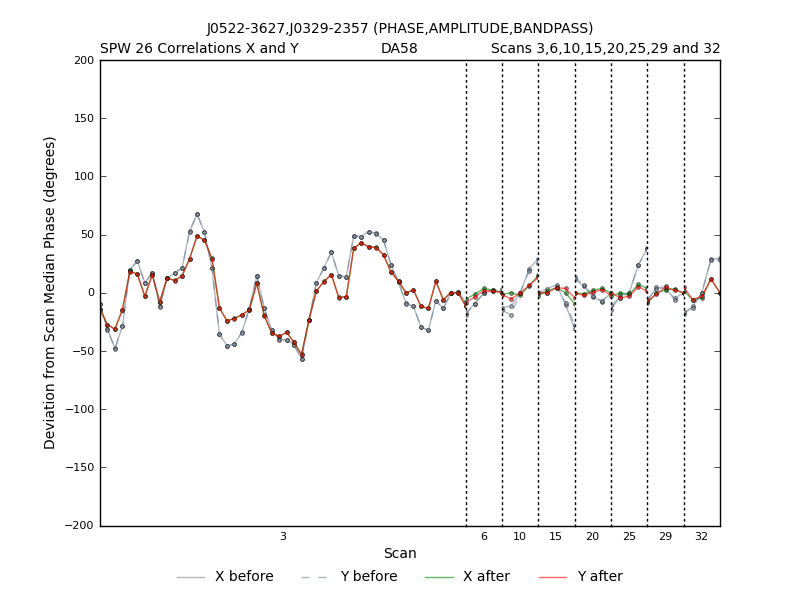 J0522-3627,J0329-2357 (PHASE,AMPLITUDE,BANDPASS)
SPW 26 Correlations X and Y DA58 Scans 3,6,10,15,20,25,29 and 32
200
150
100
50
0
−50
−100
−150
−200
Deviation from Scan Median Phase (degrees)
3 6 10 15 20 25 29 32
Scan
X before Y before X after Y after